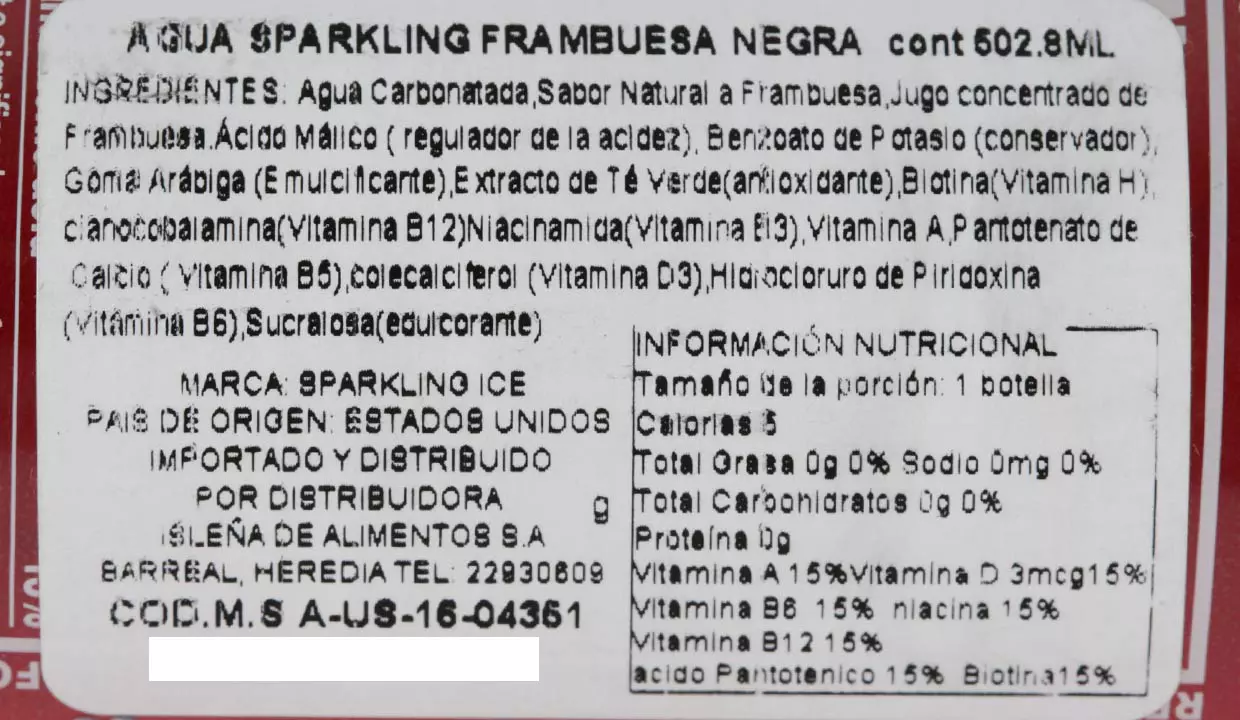 AGUA SPARKLING FRAMBUESA NEGRA cont 502.8ML
INGREDIENTES: Agua Carbonatada,Sabor Natural a Frambuesa,Jugo concentrado de
Frambuesa.Ácido Málico ( regulador de la acidez), Benzoato de Potasio (conservador),
Goma Arábiga (Emulcificante),Extracto de Té Verde(antioxidante),Biotina(Vitamina H),
cianocobalamina(Vitamina B12)Niacinamida(Vitamina B3),Vitamina A,Pantotenato de
Calcio ( Vitamina B5),colecalciferol (Vitamina D3),Hidrocloruro de Piridoxina
(Vitamina B6),Sucralosa(edulcorante)
MARCA: SPARKLING ICE
PAIS DE ORIGEN: ESTADOS UNIDOS
IMPORTADO Y DISTRIBUIDO
POR DISTRIBUIDORA
ISLEÑA DE ALIMENTOS S.A
BARREAL, HEREDIA TEL: 22930609
COD.M.S A-US-16-04361
g
INFORMACIÓN NUTRICIONAL
Tamaño de la porción: 1 botella
Calorias 5
Total Grasa 0g 0% Sodio 0mg 0%
Total Carbohidratos 0g 0%
Proteína 0g
Vitamina A 15%Vitamina D 3mcg15%
Vitamina B6 15% niacina 15%
Vitamina B12 15%
acido Pantotenico 15% Biotina15%
10%